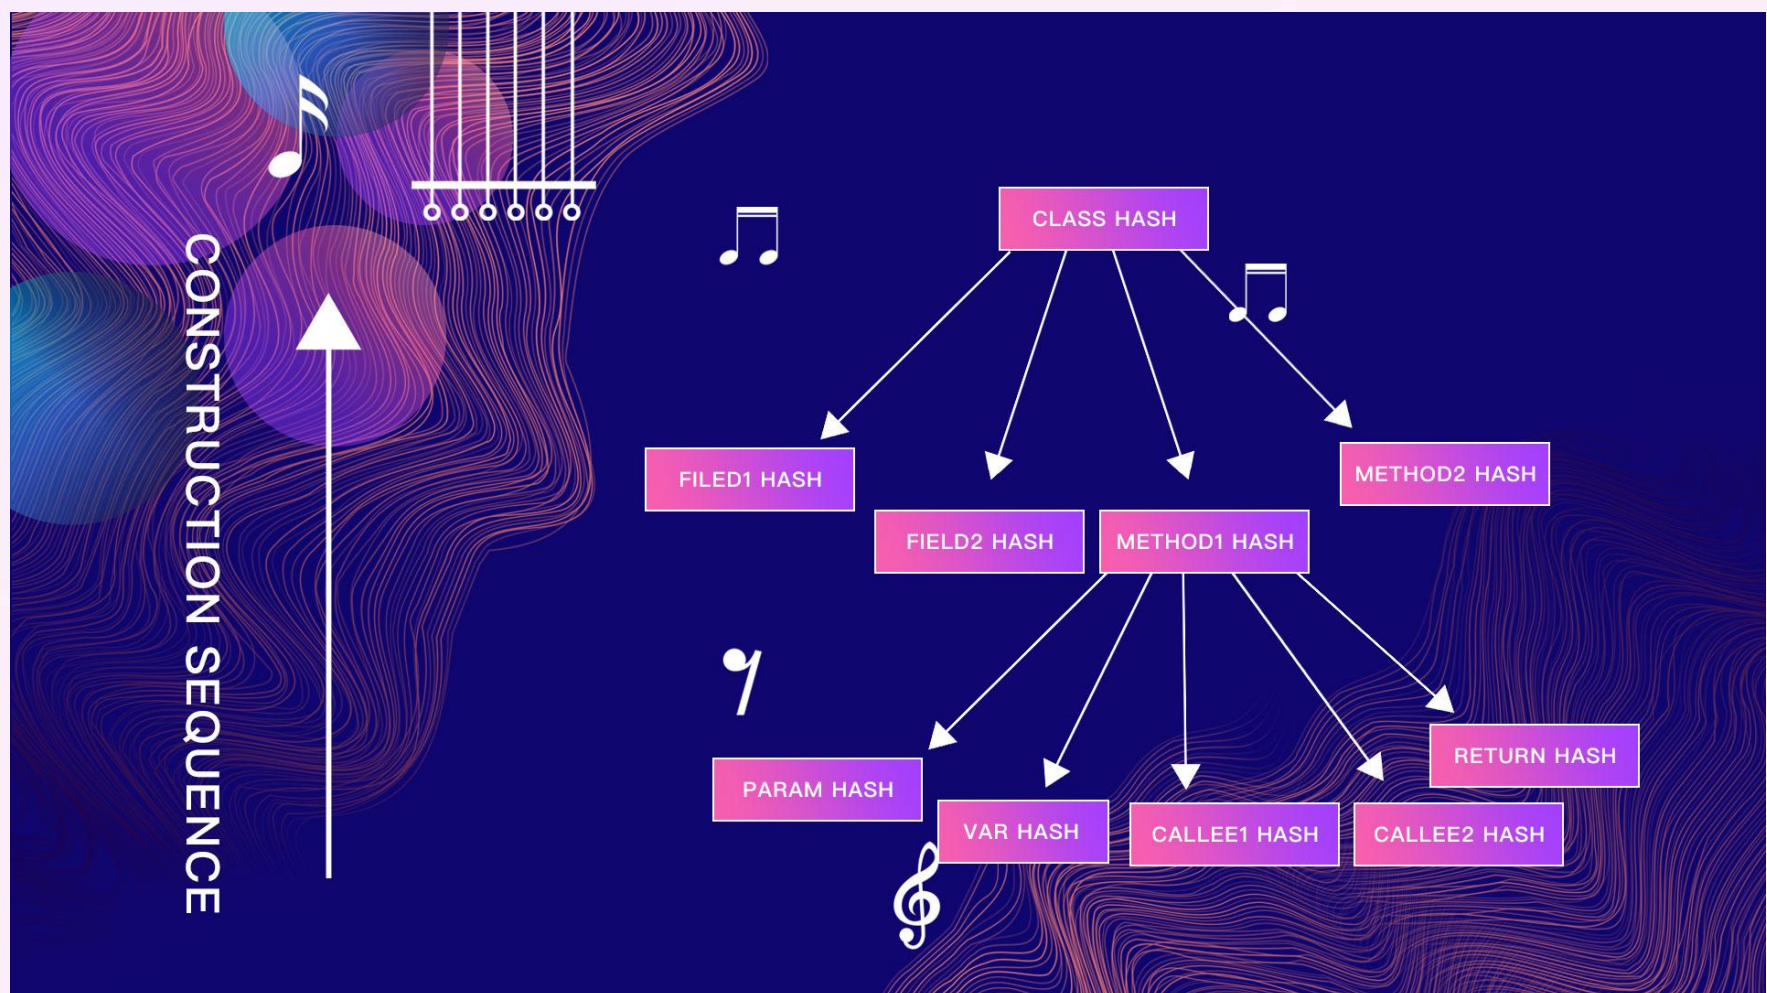 CONSTRUCTION SEQUENCE
CLASS HASH
FILED1 HASH
METHOD2 HASH
FIELD2 HASH
METHOD1 HASH
RETURN HASH
PARAM HASH
VAR HASH
CALLEE1 HASH
CALLEE2 HASH